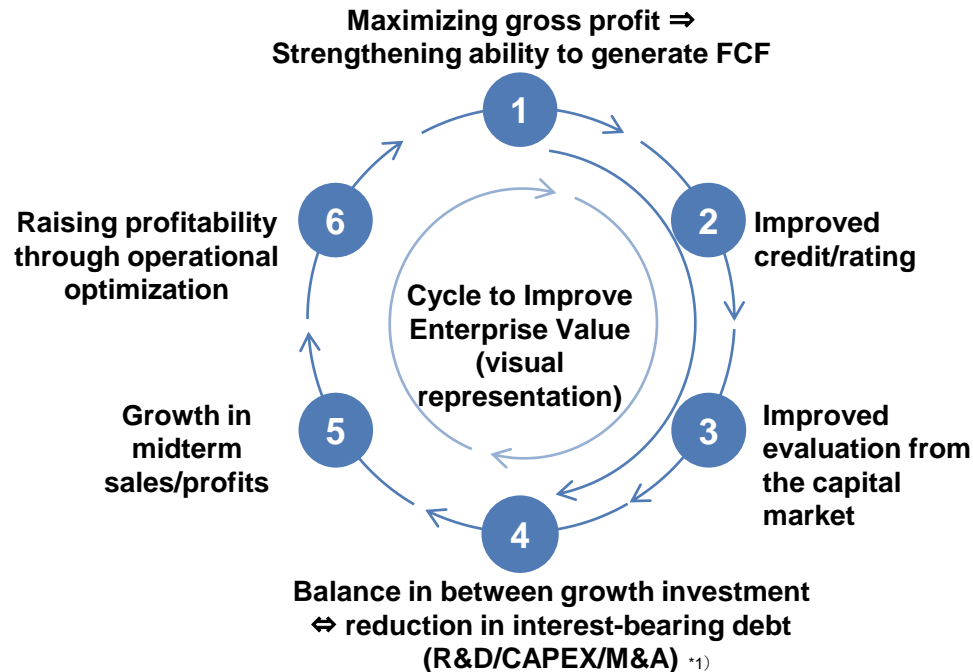 Maximizing gross profit ⇒
Strengthening ability to generate FCF
1
2
Improved
credit/rating
3
Improved
evaluation from
the capital
market
4
Balance in between growth investment
⇔ reduction in interest-bearing debt
(R&D/CAPEX/M&A) *1)
5
Growth in
midterm
sales/profits
6
Raising profitability
through operational
optimization
Cycle to Improve
Enterprise Value
(visual
representation)